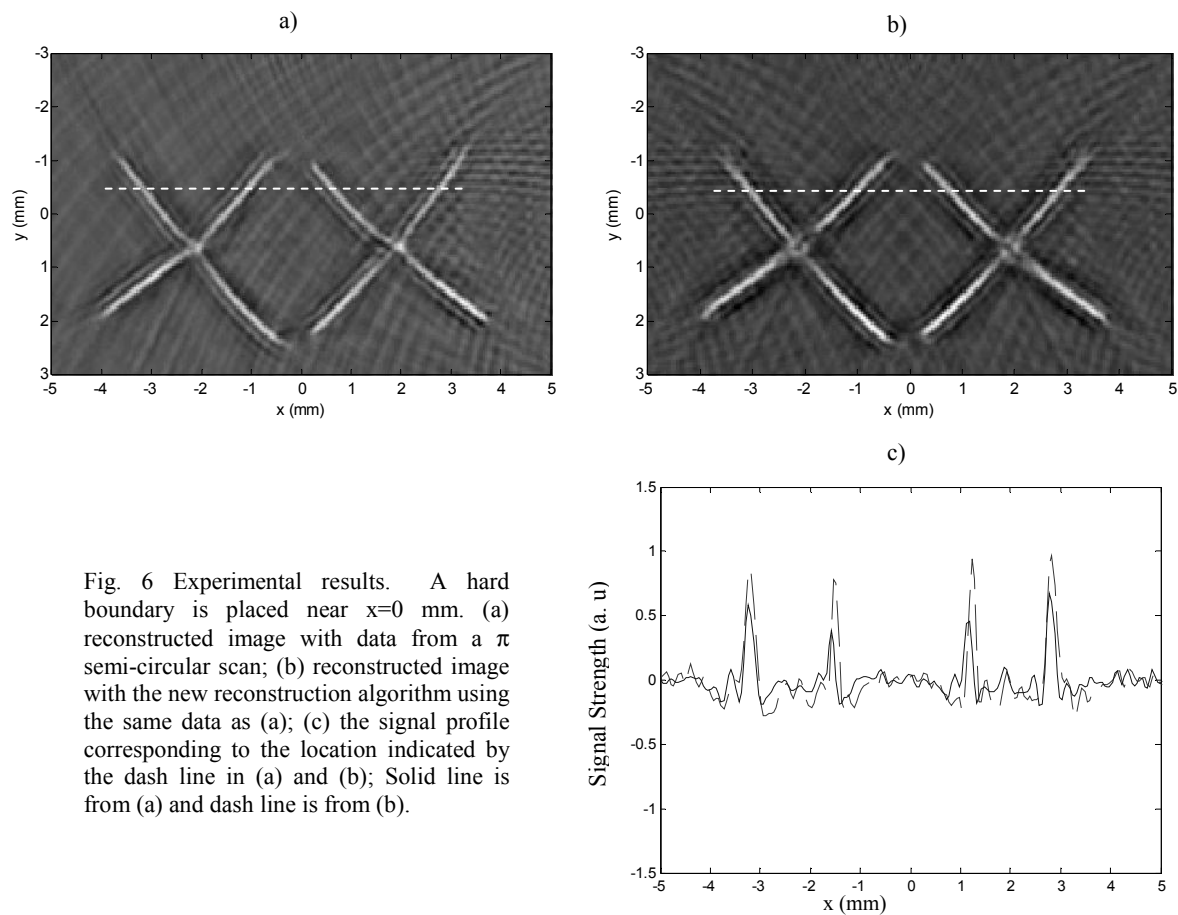 a)
-3
-2
-1
0
1
2
3
y (mm)
-5 -4 -3 -2 -1 0 1 2 3 4 5
x (mm)
b)
-3
-2
-1
0
1
2
3
y (mm)
-5 -4 -3 -2 -1 0 1 2 3 4 5
x (mm)
c)
1.5
1
0.5
0
-0.5
-1
-1.5
Signal Strength (a. u)
-5 -4 -3 -2 -1 0 1 2 3 4 5
x (mm)
Fig. 6 Experimental results. A hard
boundary is placed near x=0 mm. (a)
reconstructed image with data from a π
semi-circular scan; (b) reconstructed image
with the new reconstruction algorithm using
the same data as (a); (c) the signal profile
corresponding to the location indicated by
the dash line in (a) and (b); Solid line is
from (a) and dash line is from (b).